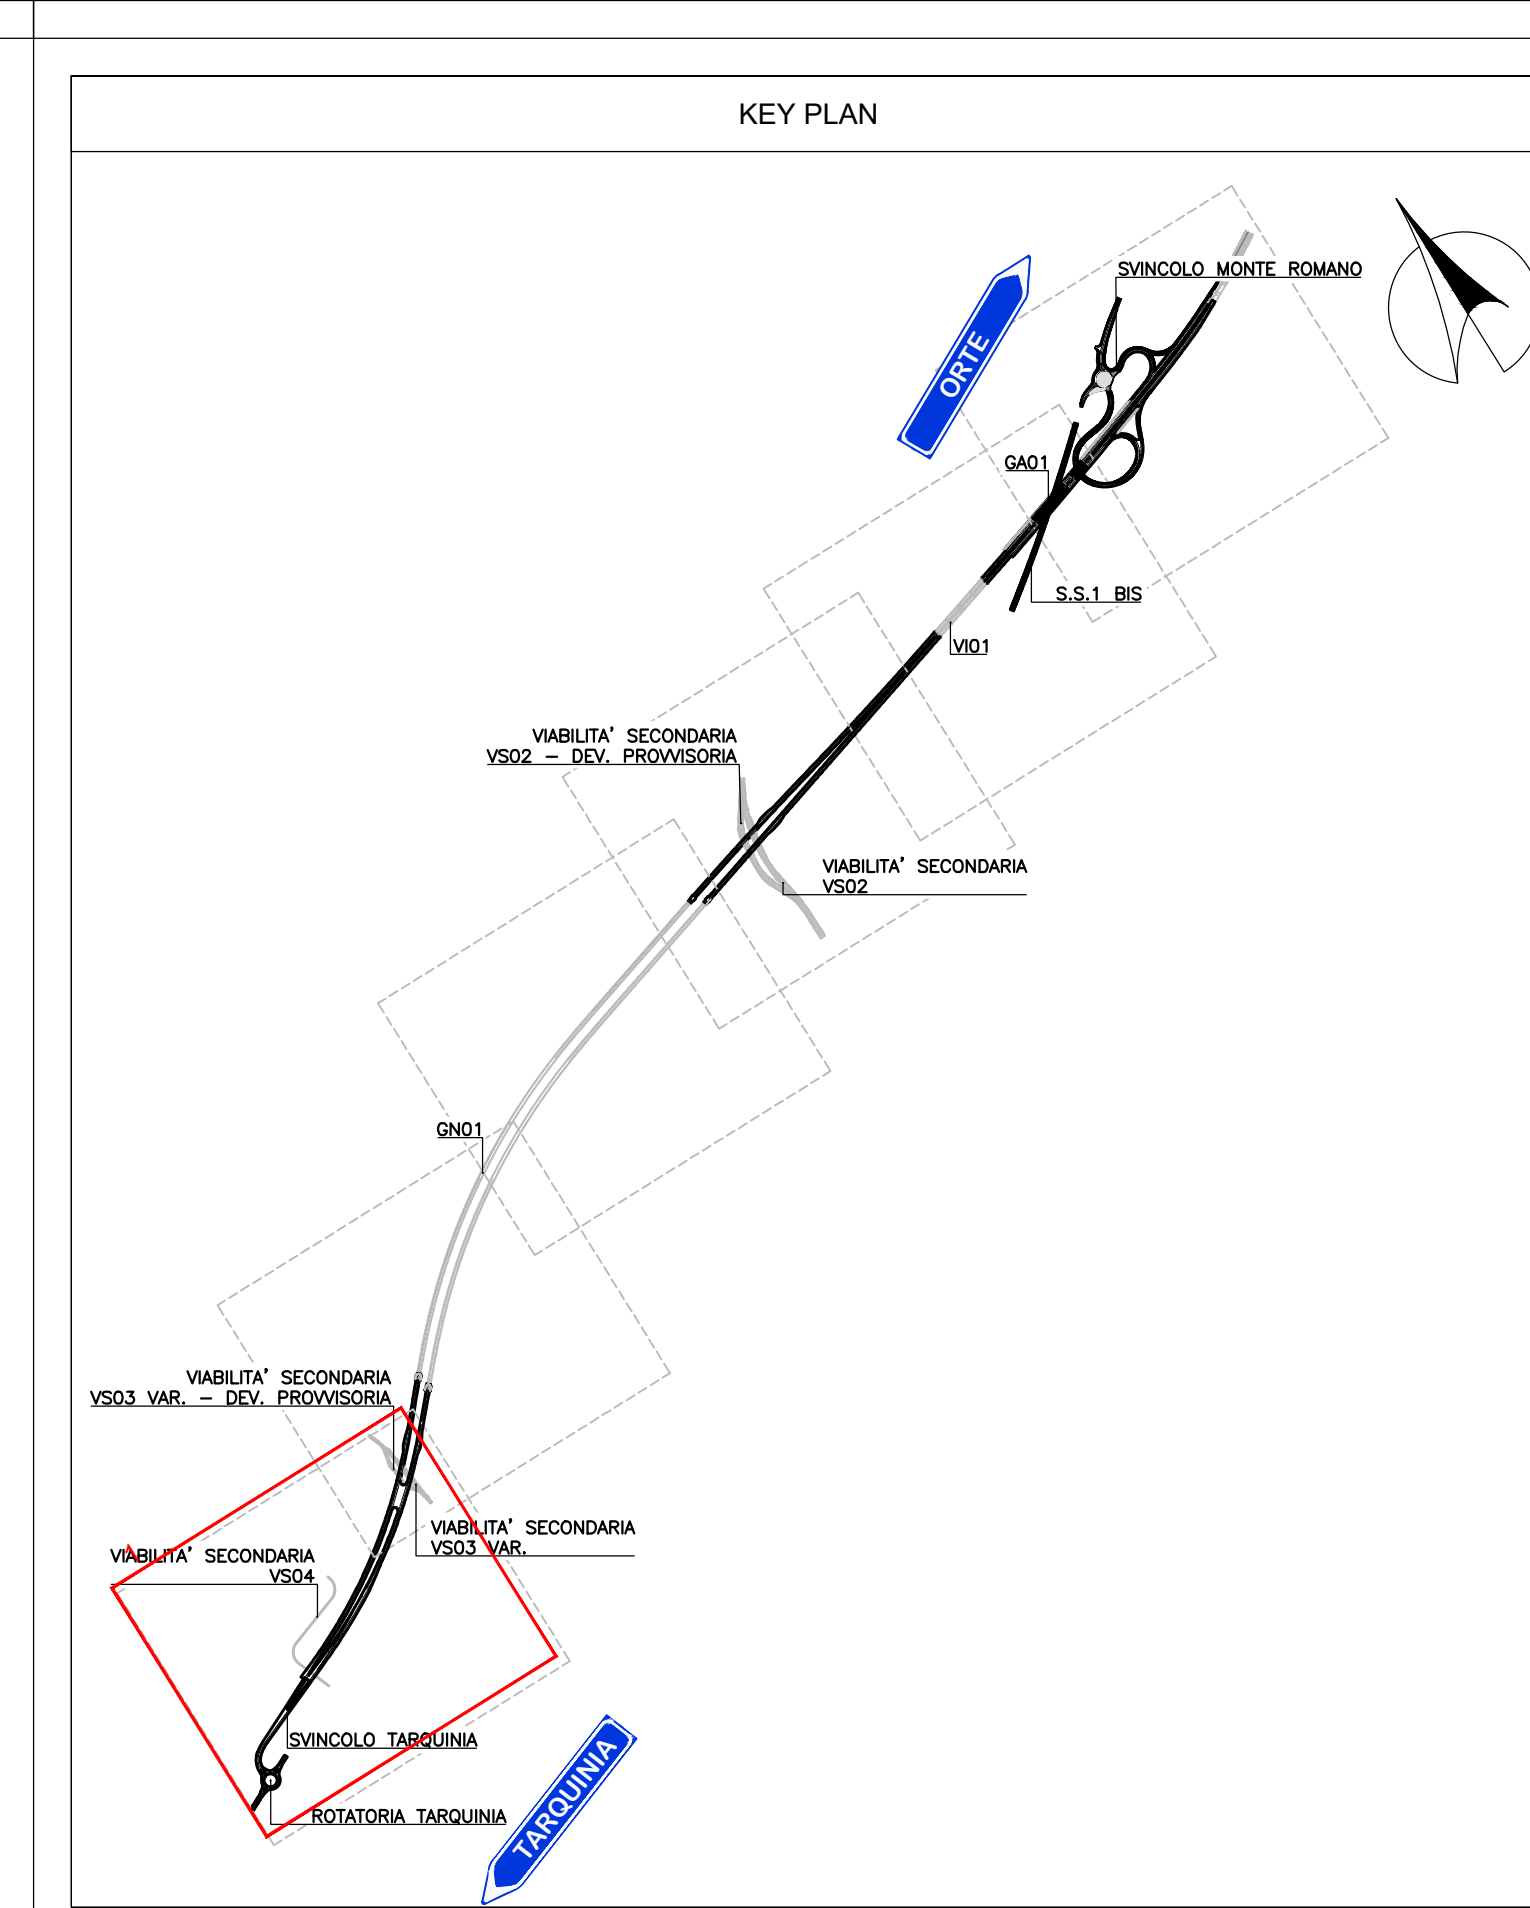 KEY PLAN
SVINCOLO MONTE ROMANO
ORTE
GA01
S.S.1 BIS
VI01
VIABILITA' SECONDARIA
VS02 - DEV. PROVVISORIA
VIABILITA' SECONDARIA
VS02
GN01
VIABILITA' SECONDARIA
VS03 VAR. - DEV. PROVVISORIA
VIABILITA' SECONDARIA
VS03 VAR.
VIABILITA' SECONDARIA
VS04
SVINCOLO TARQUINIA
TARQUINIA
ROTATORIA TARQUINIA